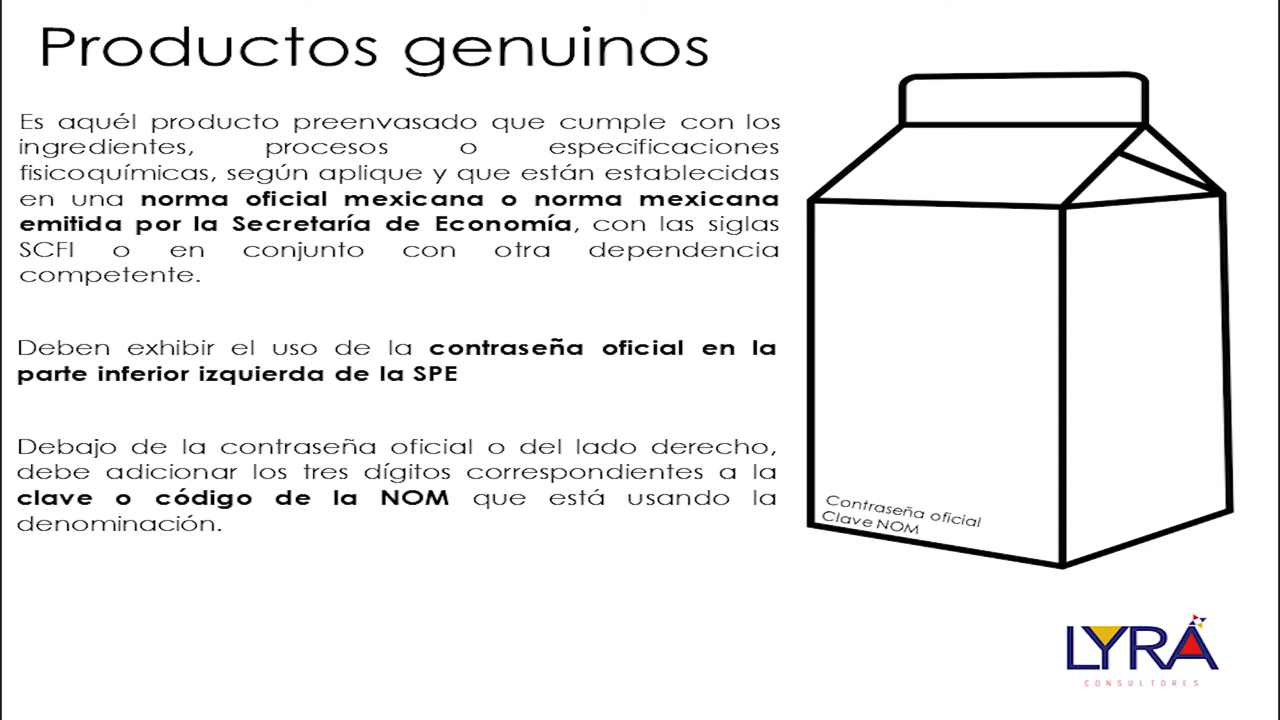 Productos genuinos
Es aquél producto preenvasado que cumple con los
ingredientes, procesos o especificaciones
fisicoquímicas, según aplique y que están establecidas
en una norma oficial mexicana o norma mexicana
emitida por la Secretaría de Economía, con las siglas
SCFI o en conjunto con otra dependencia
competente.
Deben exhibir el uso de la contraseña oficial en la
parte inferior izquierda de la SPE
Debajo de la contraseña oficial o del lado derecho,
debe adicionar los tres dígitos correspondientes a la
clave o código de la NOM que está usando la
denominación.
Contraseña oficial
Clave NOM
LYRA
CONSULTORES